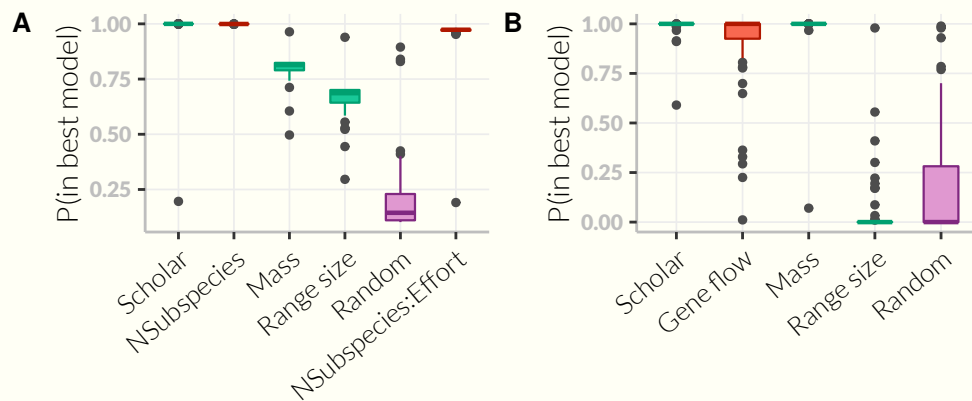 A
P(in best model)
1.00
0.75
0.50
0.25
Scholar
NSubspecies
Mass
Range size
Random
NSubspecies:Effort
B
P(in best model)
1.00
0.75
0.50
0.25
0.00
Scholar
Gene flow
Mass
Range size
Random